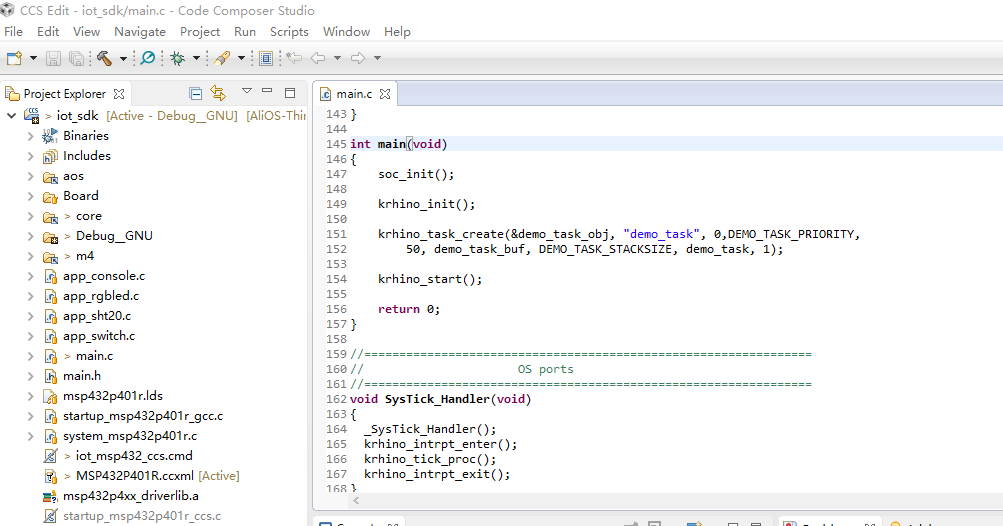 CCS Edit - iot_sdk/main.c - Code Composer Studio
File Edit View Navigate Project Run Scripts Window Help
Project Explorer
> iot_sdk [Active - Debug__GNU] [AliOS-Thin
Binaries
Includes
aos
Board
> core
> Debug__GNU
> m4
app_console.c
app_rgbled.c
app_sht20.c
app_switch.c
> main.c
main.h
msp432p401r.lds
startup_msp432p401r_gcc.c
system_msp432p401r.c
> iot_msp432_ccs.cmd
> MSP432P401R.ccxml [Active]
msp432p4xx_driverlib.a
startup_msp432p401r_ccs.c
main.c
143 }
144
145 int main(void)
146 {
147     soc_init();
148
149     krhino_init();
150
151     krhino_task_create(&demo_task_obj, "demo_task", 0,DEMO_TASK_PRIORITY,
152         50, demo_task_buf, DEMO_TASK_STACKSIZE, demo_task, 1);
153
154     krhino_start();
155
156     return 0;
157 }
158
159 //================================================================
160 //                      OS ports
161 //================================================================
162 void SysTick_Handler(void)
163 {
164   _SysTick_Handler();
165   krhino_intrpt_enter();
166   krhino_tick_proc();
167   krhino_intrpt_exit();
168 }